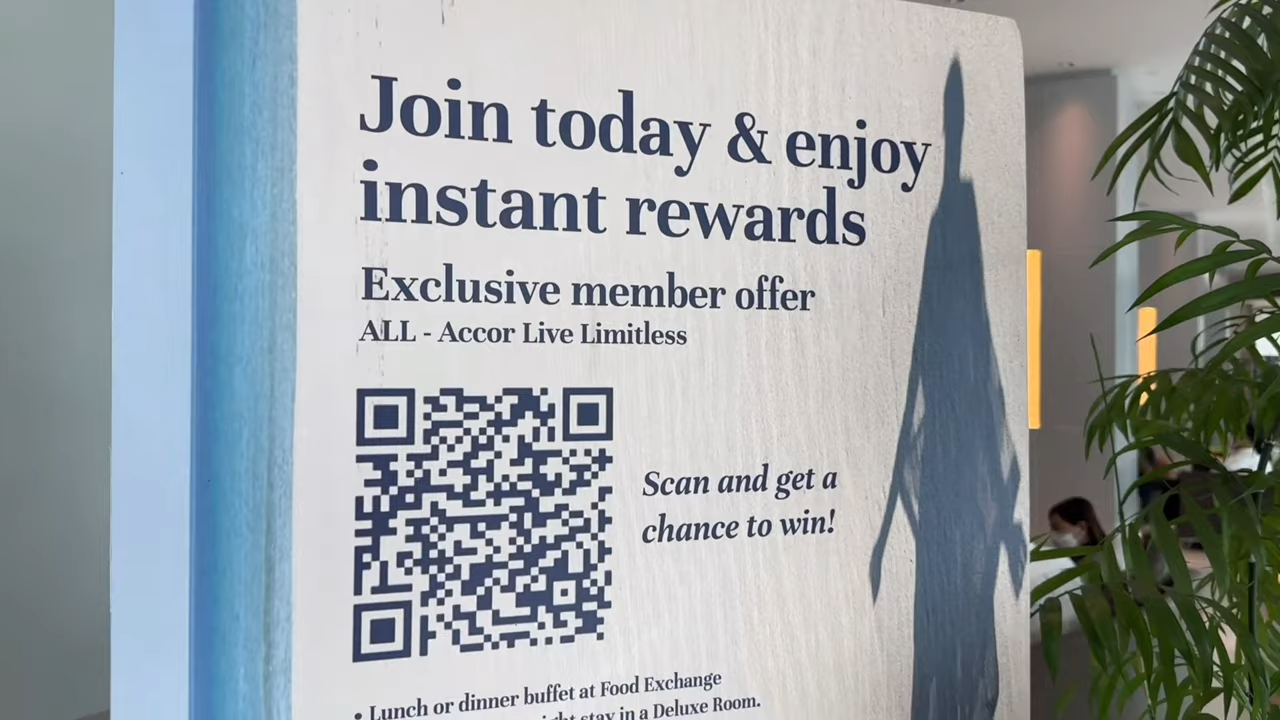 Join today & enjoy
instant rewards
Exclusive member offer
ALL - Accor Live Limitless
Scan and get a
chance to win!
• Lunch or dinner buffet at Food Exchange
stay in a Deluxe Room.